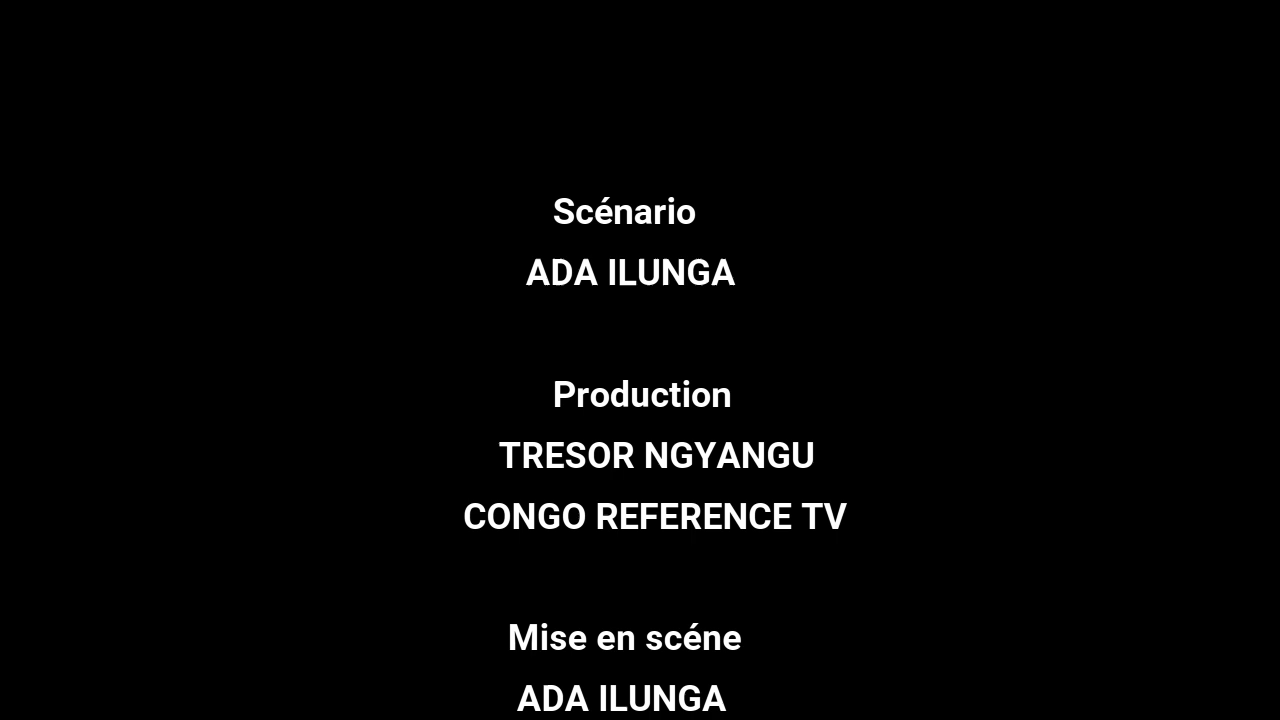 Scénario
ADA ILUNGA
Production
TRESOR NGYANGU
CONGO REFERENCE TV
Mise en scéne
ADA ILUNGA